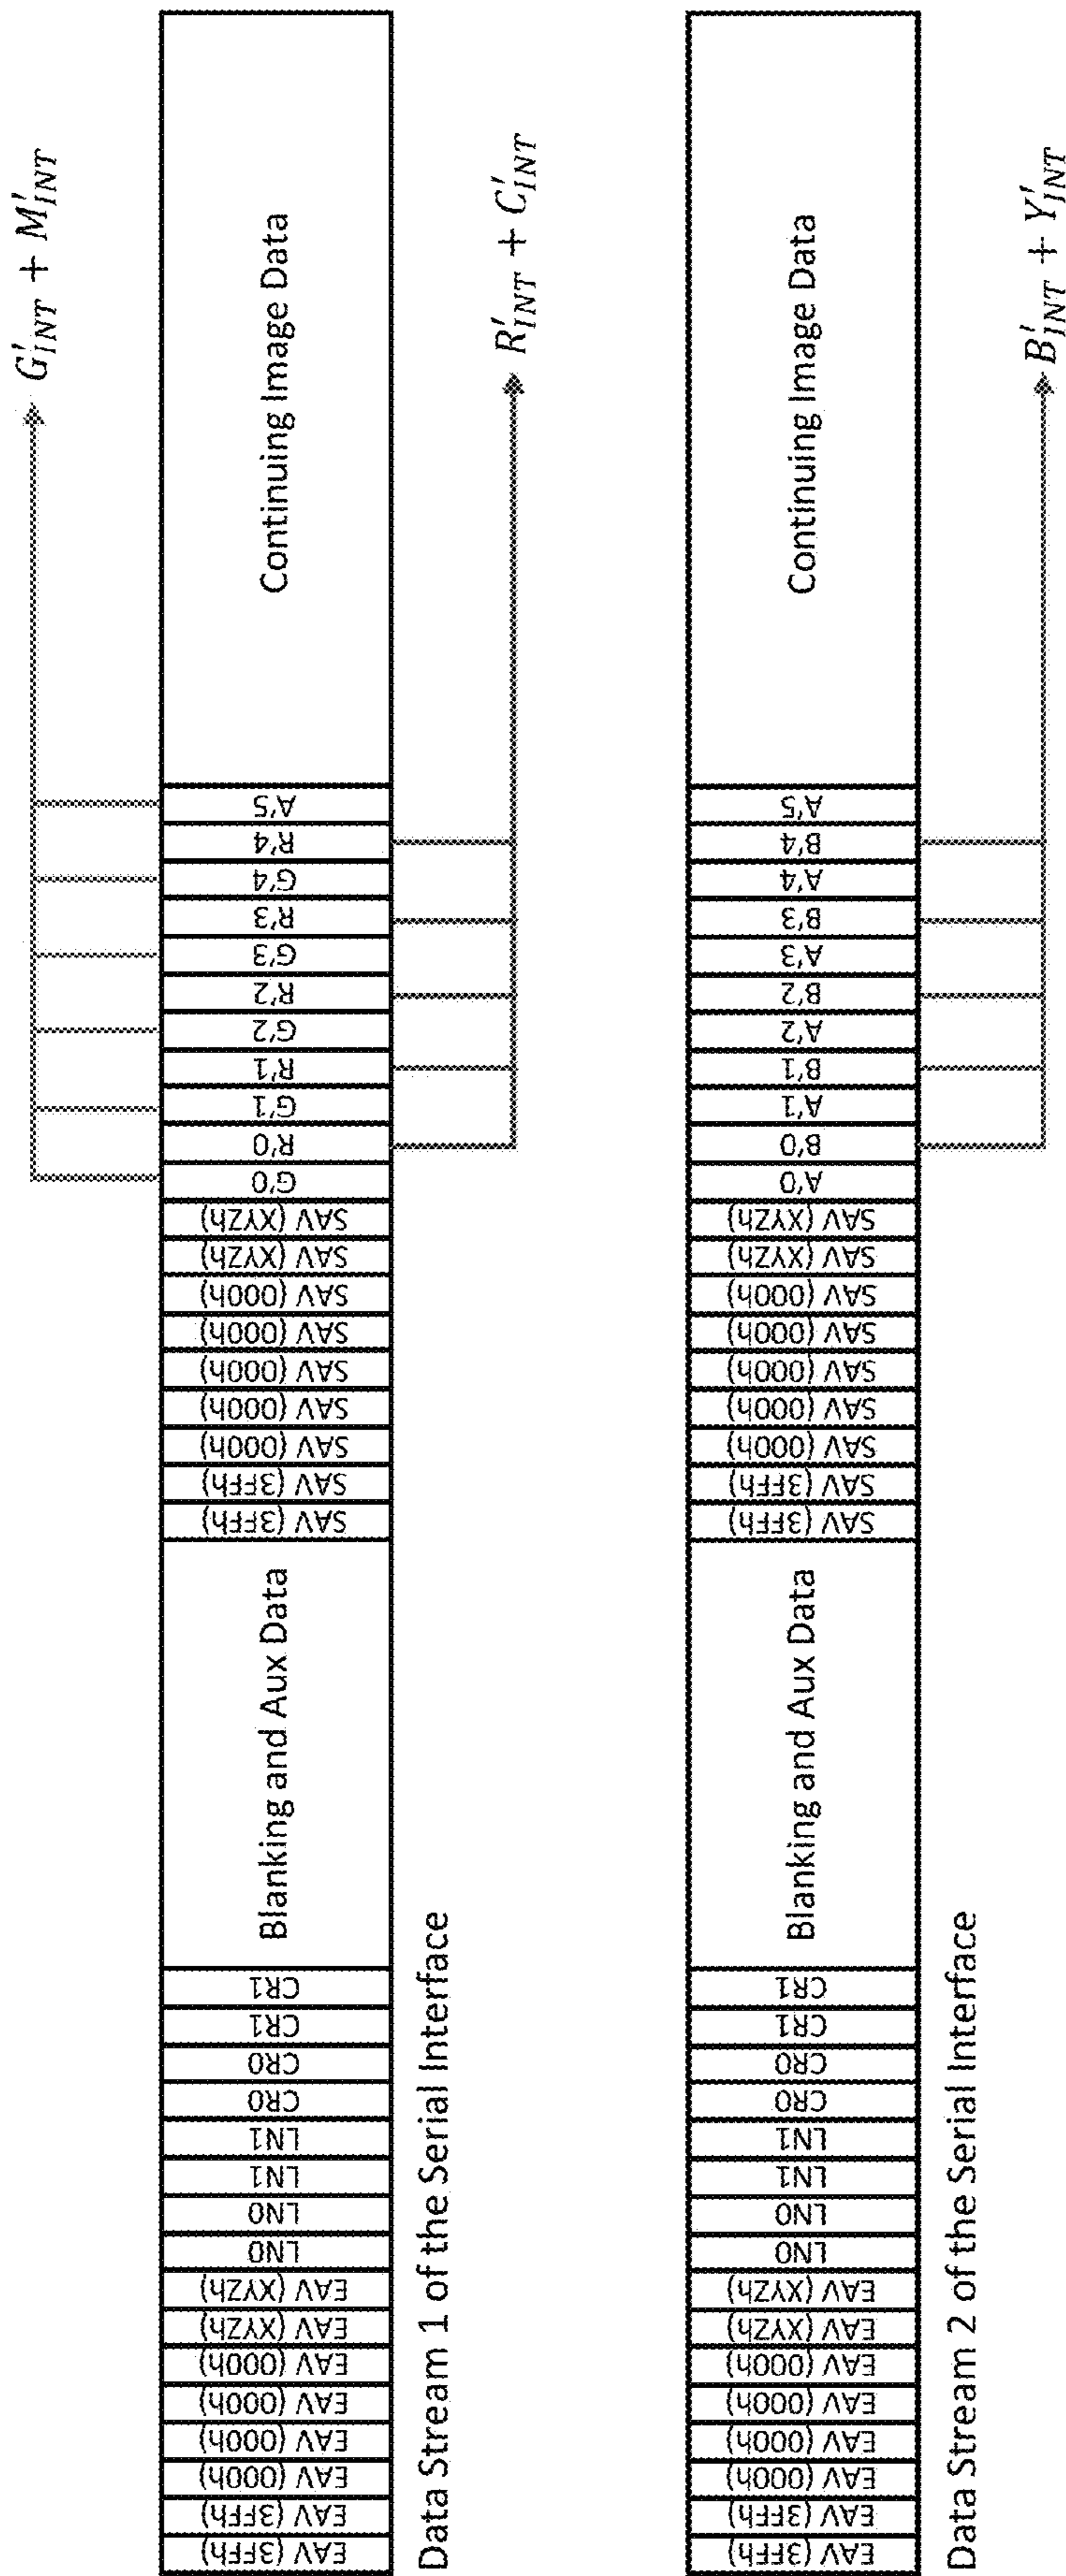 G'INT + M'INT
EAV (3FFh)
EAV (3FFh)
EAV (000h)
EAV (000h)
EAV (000h)
EAV (000h)
EAV (XYZh)
EAV (XYZh)
LN0
LN0
LN1
LN1
CR0
CR0
CR1
CR1
Blanking and Aux Data
SAV (3FFh)
SAV (3FFh)
SAV (000h)
SAV (000h)
SAV (000h)
SAV (000h)
SAV (000h)
SAV (XYZh)
SAV (XYZh)
G'0
R'0
G'1
R'1
G'2
R'2
G'3
R'3
G'4
R'4
A'5
Continuing Image Data
Data Stream 1 of the Serial Interface
R'INT + C'INT
EAV (3FFh)
EAV (3FFh)
EAV (000h)
EAV (000h)
EAV (000h)
EAV (000h)
EAV (XYZh)
EAV (XYZh)
LN0
LN0
LN1
LN1
CR0
CR0
CR1
CR1
Blanking and Aux Data
SAV (3FFh)
SAV (3FFh)
SAV (000h)
SAV (000h)
SAV (000h)
SAV (000h)
SAV (000h)
SAV (XYZh)
SAV (XYZh)
A'0
B'0
A'1
B'1
A'2
B'2
A'3
B'3
A'4
B'4
A'5
Continuing Image Data
Data Stream 2 of the Serial Interface
B'INT + Y'INT